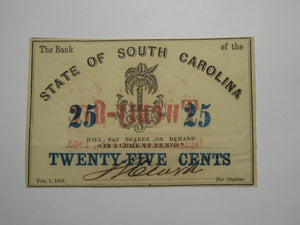 The Bank of the
STATE OF SOUTH CAROLINA
25 25
WILL PAY BEARER ON DEMAND
TWENTY-FIVE CENTS
IN CURRENT FUNDS
FEB. 1, 1863.
For Cashier.